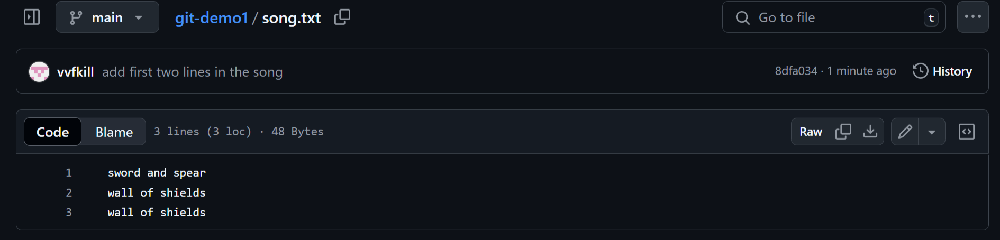 main git-demo1 / song.txt Go to file t
vvfkill add first two lines in the song 8dfa034 · 1 minute ago History
Code Blame 3 lines (3 loc) · 48 Bytes Raw
1 sword and spear
2 wall of shields
3 wall of shields